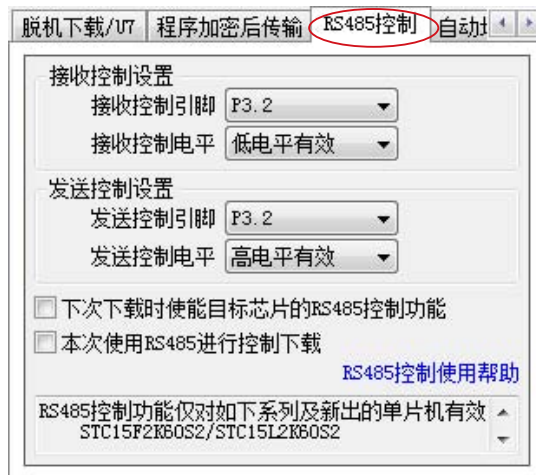 脱机下载/U7 程序加密后传输 RS485控制 自动
接收控制设置
接收控制引脚 P3.2
接收控制电平 低电平有效
发送控制设置
发送控制引脚 P3.2
发送控制电平 高电平有效
下次下载时使能目标芯片的RS485控制功能
本次使用RS485进行控制下载
RS485控制使用帮助
RS485控制功能仅对如下系列及新出的单片机有效
STC15F2K60S2/STC15L2K60S2